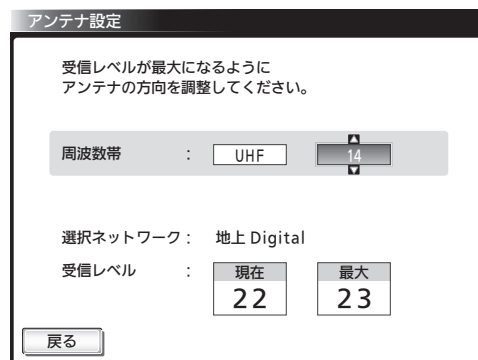 アンテナ設定
受信レベルが最大になるように
アンテナの方向を調整してください。
周波数帯 : UHF 14
選択ネットワーク : 地上 Digital
受信レベル : 現在 最大
22 23
戻る